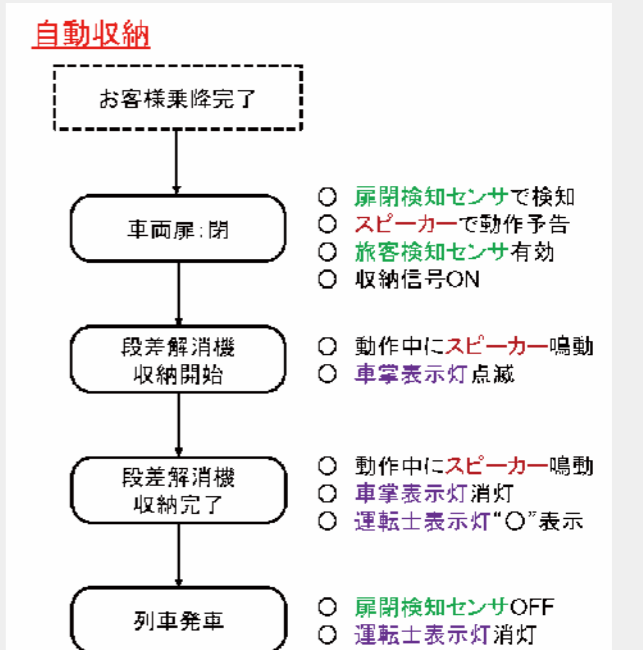 自動収納
お客様乗降完了
車両扉：閉
○ 扉閉検知センサで検知
○ スピーカーで動作予告
○ 旅客検知センサ有効
○ 収納信号ON
段差解消機
収納開始
○ 動作中にスピーカー鳴動
○ 車掌表示灯点滅
段差解消機
収納完了
○ 動作中にスピーカー鳴動
○ 車掌表示灯消灯
○ 運転士表示灯“○”表示
列車発車
○ 扉閉検知センサOFF
○ 運転士表示灯消灯